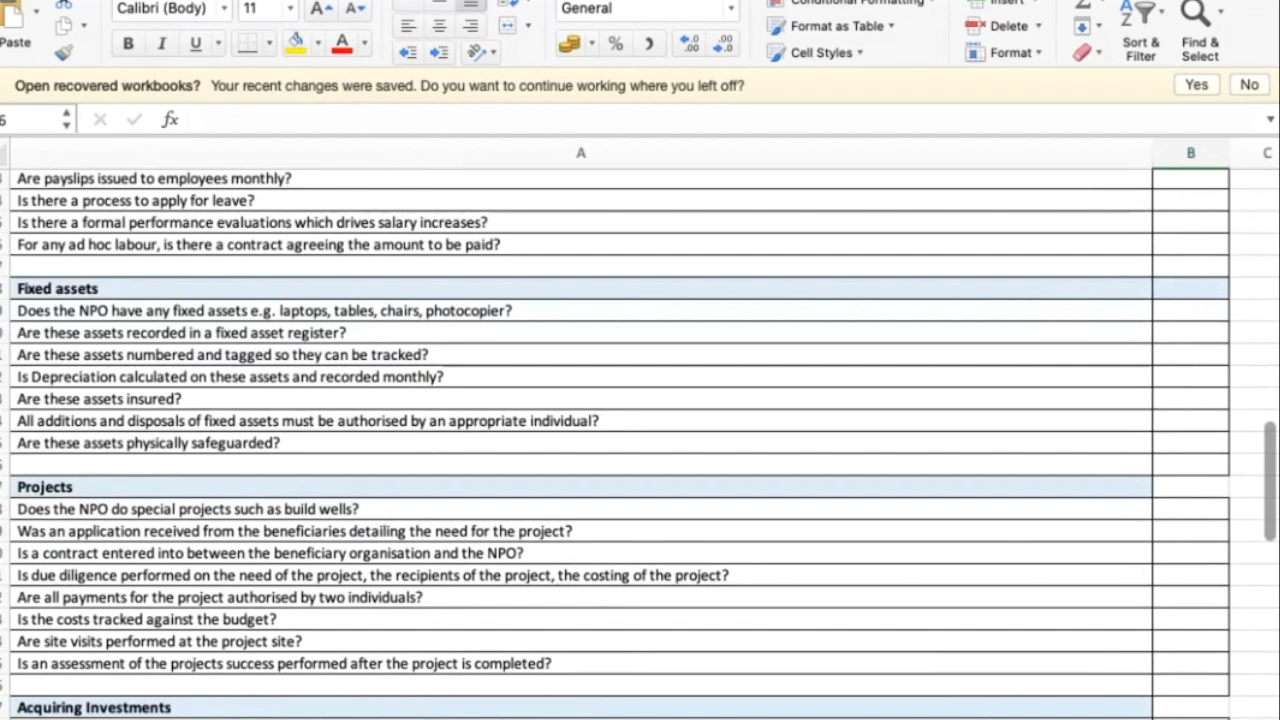 Calibri (Body) 11 A A General Conditional Formatting Insert
Format as Table Delete
Paste B I U A % Cell Styles Format Sort & Filter Find & Select
Open recovered workbooks? Your recent changes were saved. Do you want to continue working where you left off? Yes No
fx
A B C
Are payslips issued to employees monthly?
Is there a process to apply for leave?
Is there a formal performance evaluations which drives salary increases?
For any ad hoc labour, is there a contract agreeing the amount to be paid?
Fixed assets
Does the NPO have any fixed assets e.g. laptops, tables, chairs, photocopier?
Are these assets recorded in a fixed asset register?
Are these assets numbered and tagged so they can be tracked?
Is Depreciation calculated on these assets and recorded monthly?
Are these assets insured?
All additions and disposals of fixed assets must be authorised by an appropriate individual?
Are these assets physically safeguarded?
Projects
Does the NPO do special projects such as build wells?
Was an application received from the beneficiaries detailing the need for the project?
Is a contract entered into between the beneficiary organisation and the NPO?
Is due diligence performed on the need of the project, the recipients of the project, the costing of the project?
Are all payments for the project authorised by two individuals?
Is the costs tracked against the budget?
Are site visits performed at the project site?
Is an assessment of the projects success performed after the project is completed?
Acquiring Investments